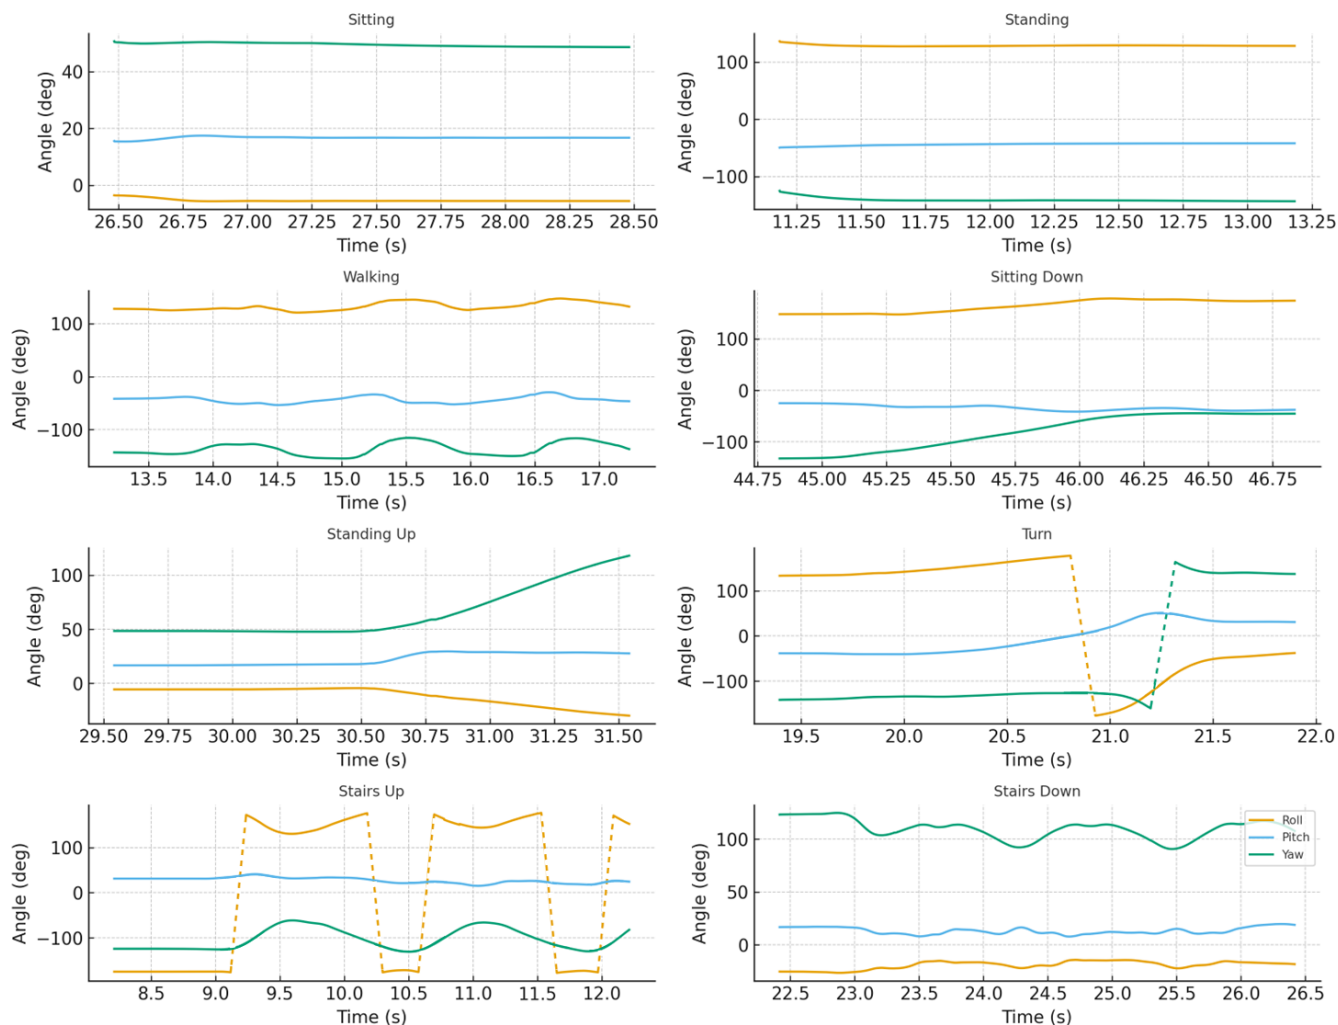 Sitting
Angle (deg)
40
20
0
26.50 26.75 27.00 27.25 27.50 27.75 28.00 28.25 28.50
Time (s)
Standing
Angle (deg)
100
0
−100
11.25 11.50 11.75 12.00 12.25 12.50 12.75 13.00 13.25
Time (s)
Walking
Angle (deg)
100
0
−100
13.5 14.0 14.5 15.0 15.5 16.0 16.5 17.0
Time (s)
Sitting Down
Angle (deg)
100
0
−100
44.75 45.00 45.25 45.50 45.75 46.00 46.25 46.50 46.75
Time (s)
Standing Up
Angle (deg)
100
50
0
29.50 29.75 30.00 30.25 30.50 30.75 31.00 31.25 31.50
Time (s)
Turn
Angle (deg)
100
0
−100
19.5 20.0 20.5 21.0 21.5 22.0
Time (s)
Stairs Up
Angle (deg)
100
0
−100
8.5 9.0 9.5 10.0 10.5 11.0 11.5 12.0
Time (s)
Stairs Down
Angle (deg)
100
50
0
22.5 23.0 23.5 24.0 24.5 25.0 25.5 26.0 26.5
Time (s)
Roll
Pitch
Yaw